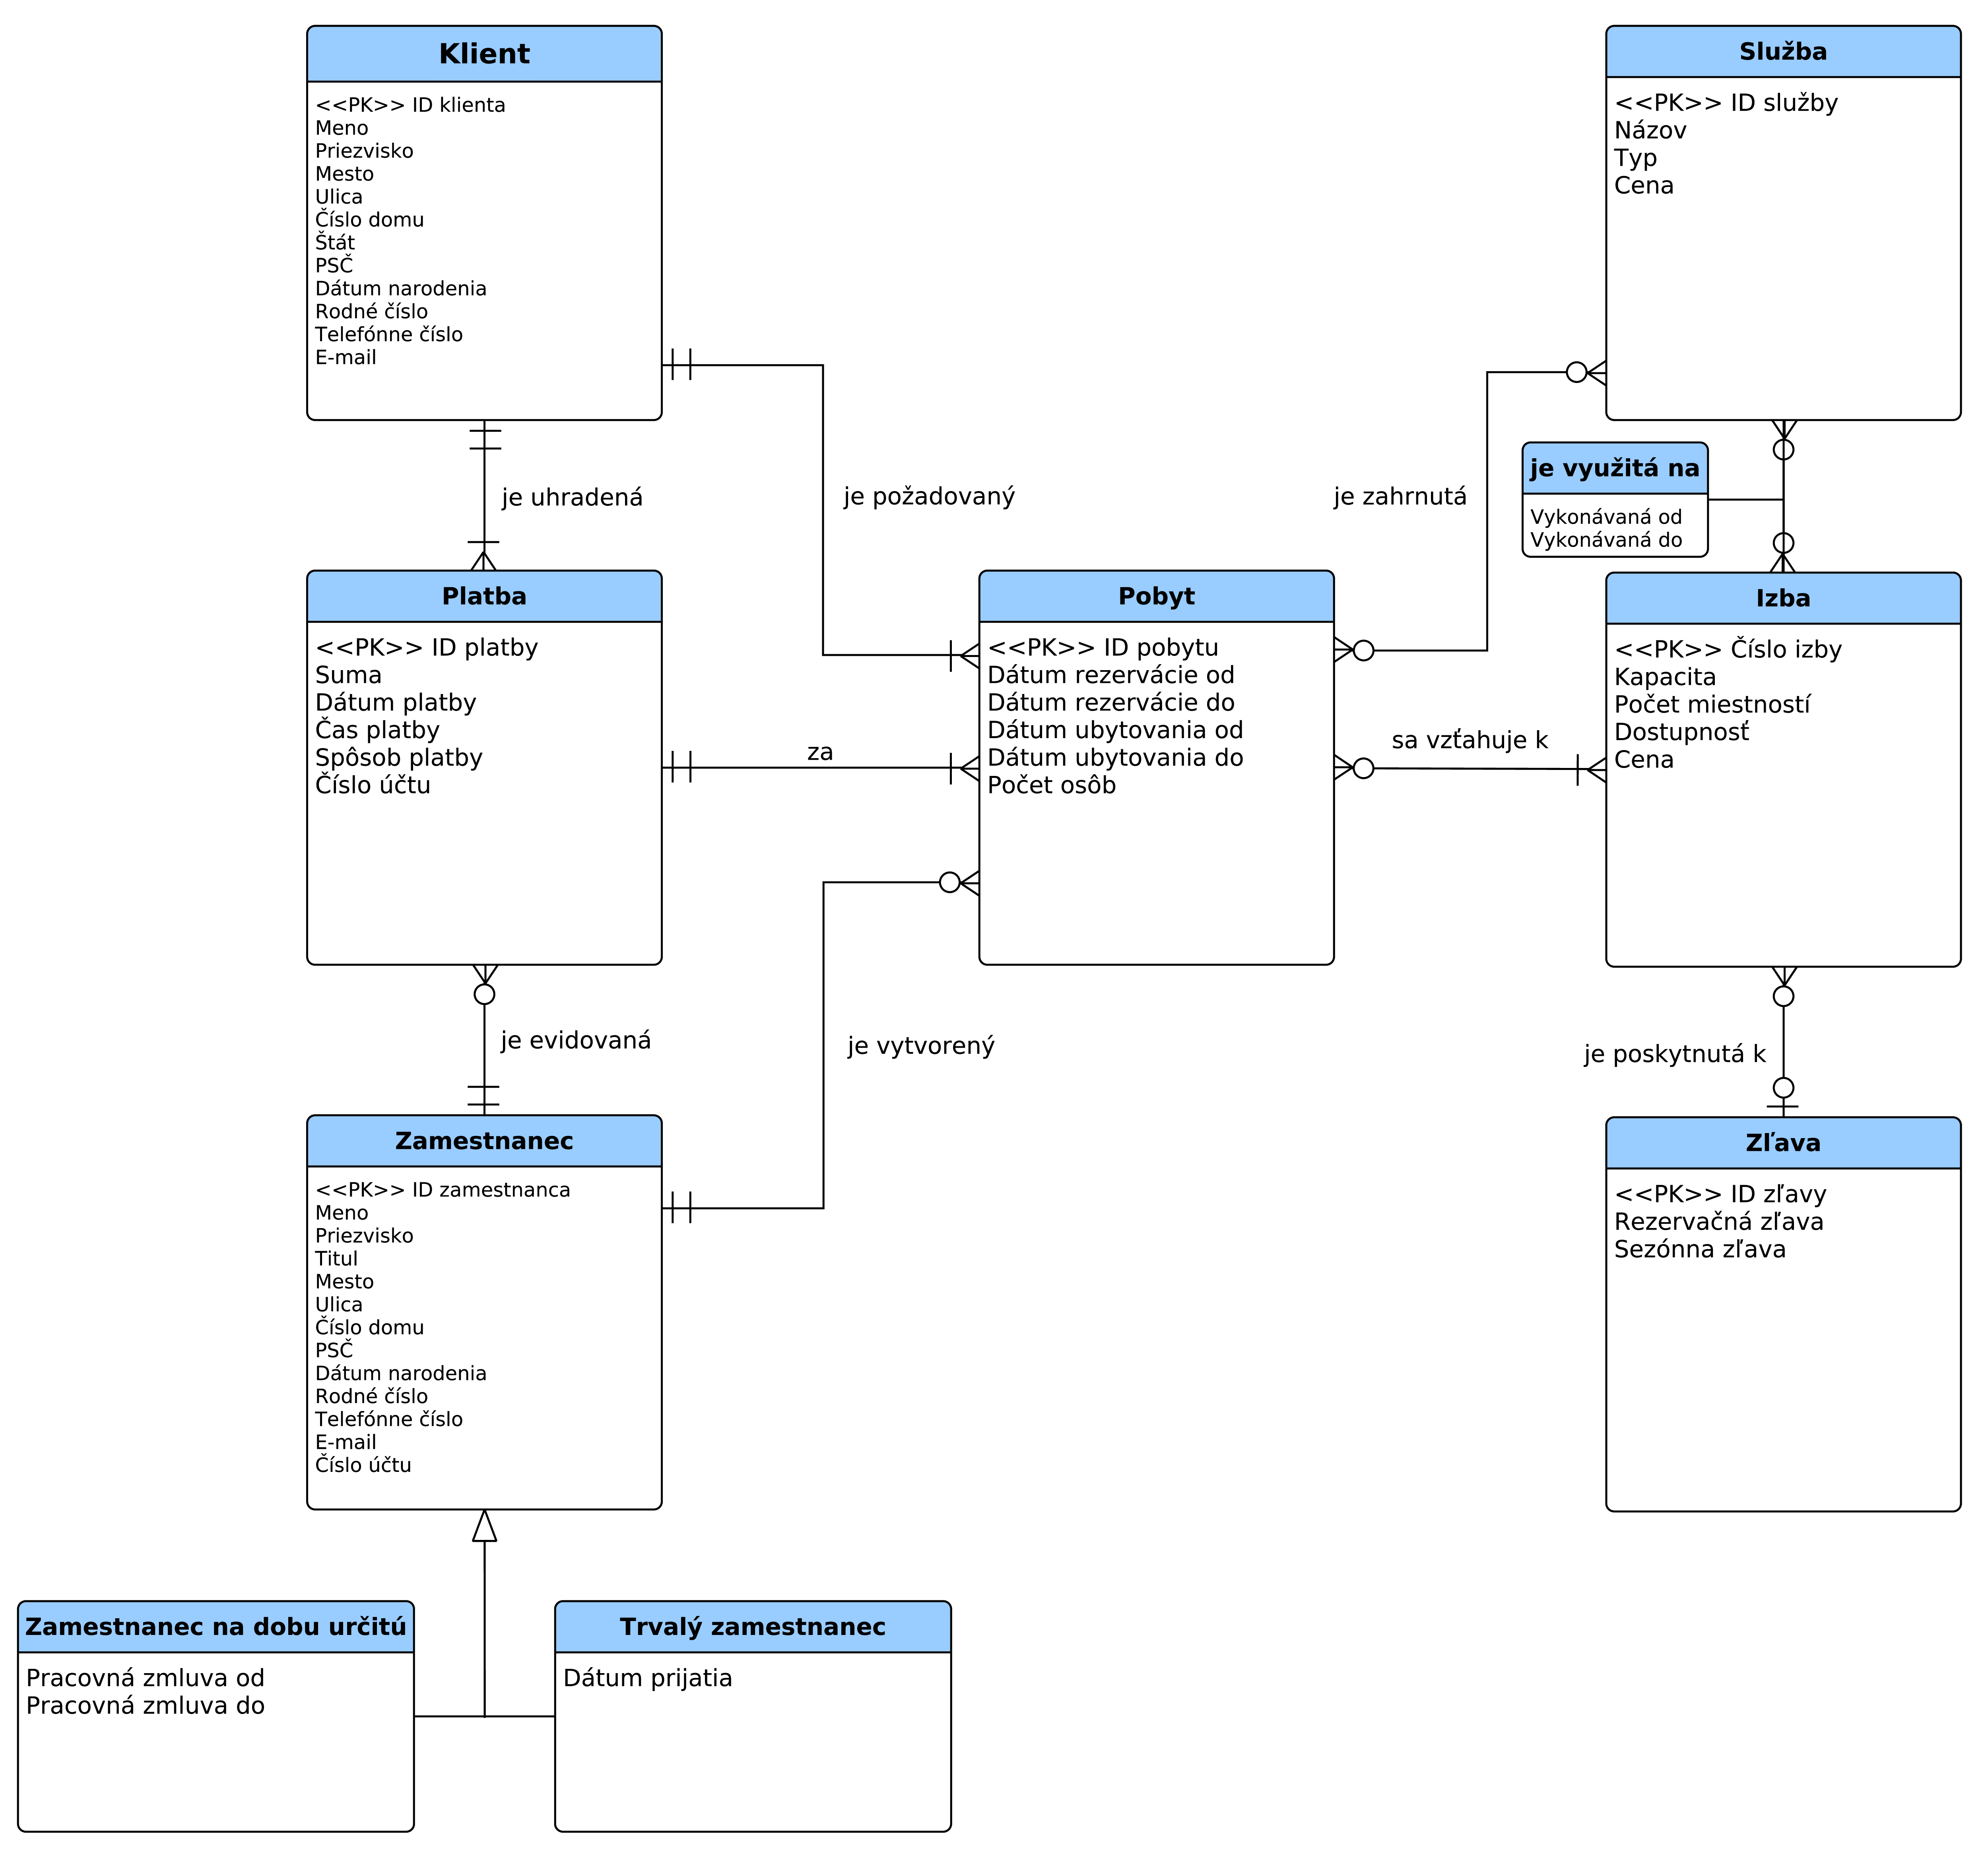 Klient
<<PK>> ID klienta
Meno
Priezvisko
Mesto
Ulica
Číslo domu
Štát
PSČ
Dátum narodenia
Rodné číslo
Telefónne číslo
E-mail
Služba
<<PK>> ID služby
Názov
Typ
Cena
je uhradená
je požadovaný
je zahrnutá
je využitá na
Vykonávaná od
Vykonávaná do
Platba
<<PK>> ID platby
Suma
Dátum platby
Čas platby
Spôsob platby
Číslo účtu
za
Pobyt
<<PK>> ID pobytu
Dátum rezervácie od
Dátum rezervácie do
Dátum ubytovania od
Dátum ubytovania do
Počet osôb
sa vzťahuje k
Izba
<<PK>> Číslo izby
Kapacita
Počet miestností
Dostupnosť
Cena
je evidovaná
je vytvorený
je poskytnutá k
Zamestnanec
<<PK>> ID zamestnanca
Meno
Priezvisko
Titul
Mesto
Ulica
Číslo domu
PSČ
Dátum narodenia
Rodné číslo
Telefónne číslo
E-mail
Číslo účtu
Zľava
<<PK>> ID zľavy
Rezervačná zľava
Sezónna zľava
Zamestnanec na dobu určitú
Pracovná zmluva od
Pracovná zmluva do
Trvalý zamestnanec
Dátum prijatia